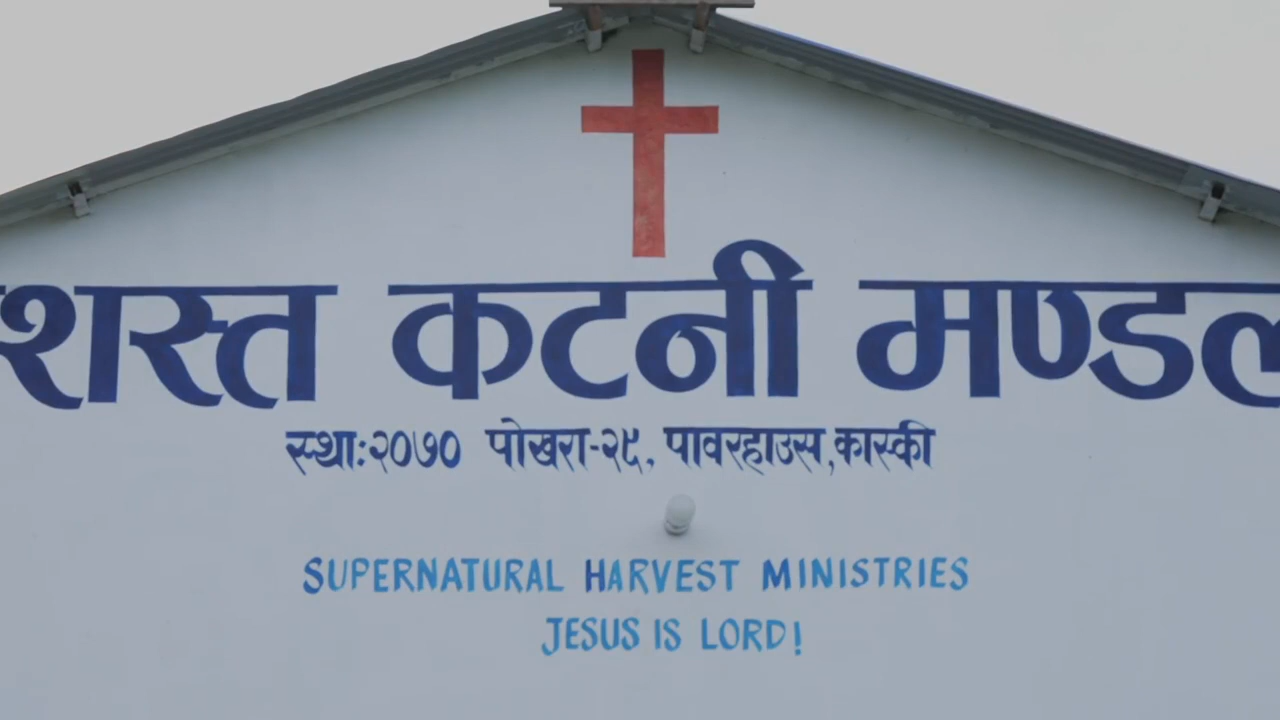 शस्त कटनी मण्डल
स्था:२०७० पोखरा-२९, पावरहाउस,कास्की
SUPERNATURAL HARVEST MINISTRIES
JESUS IS LORD!